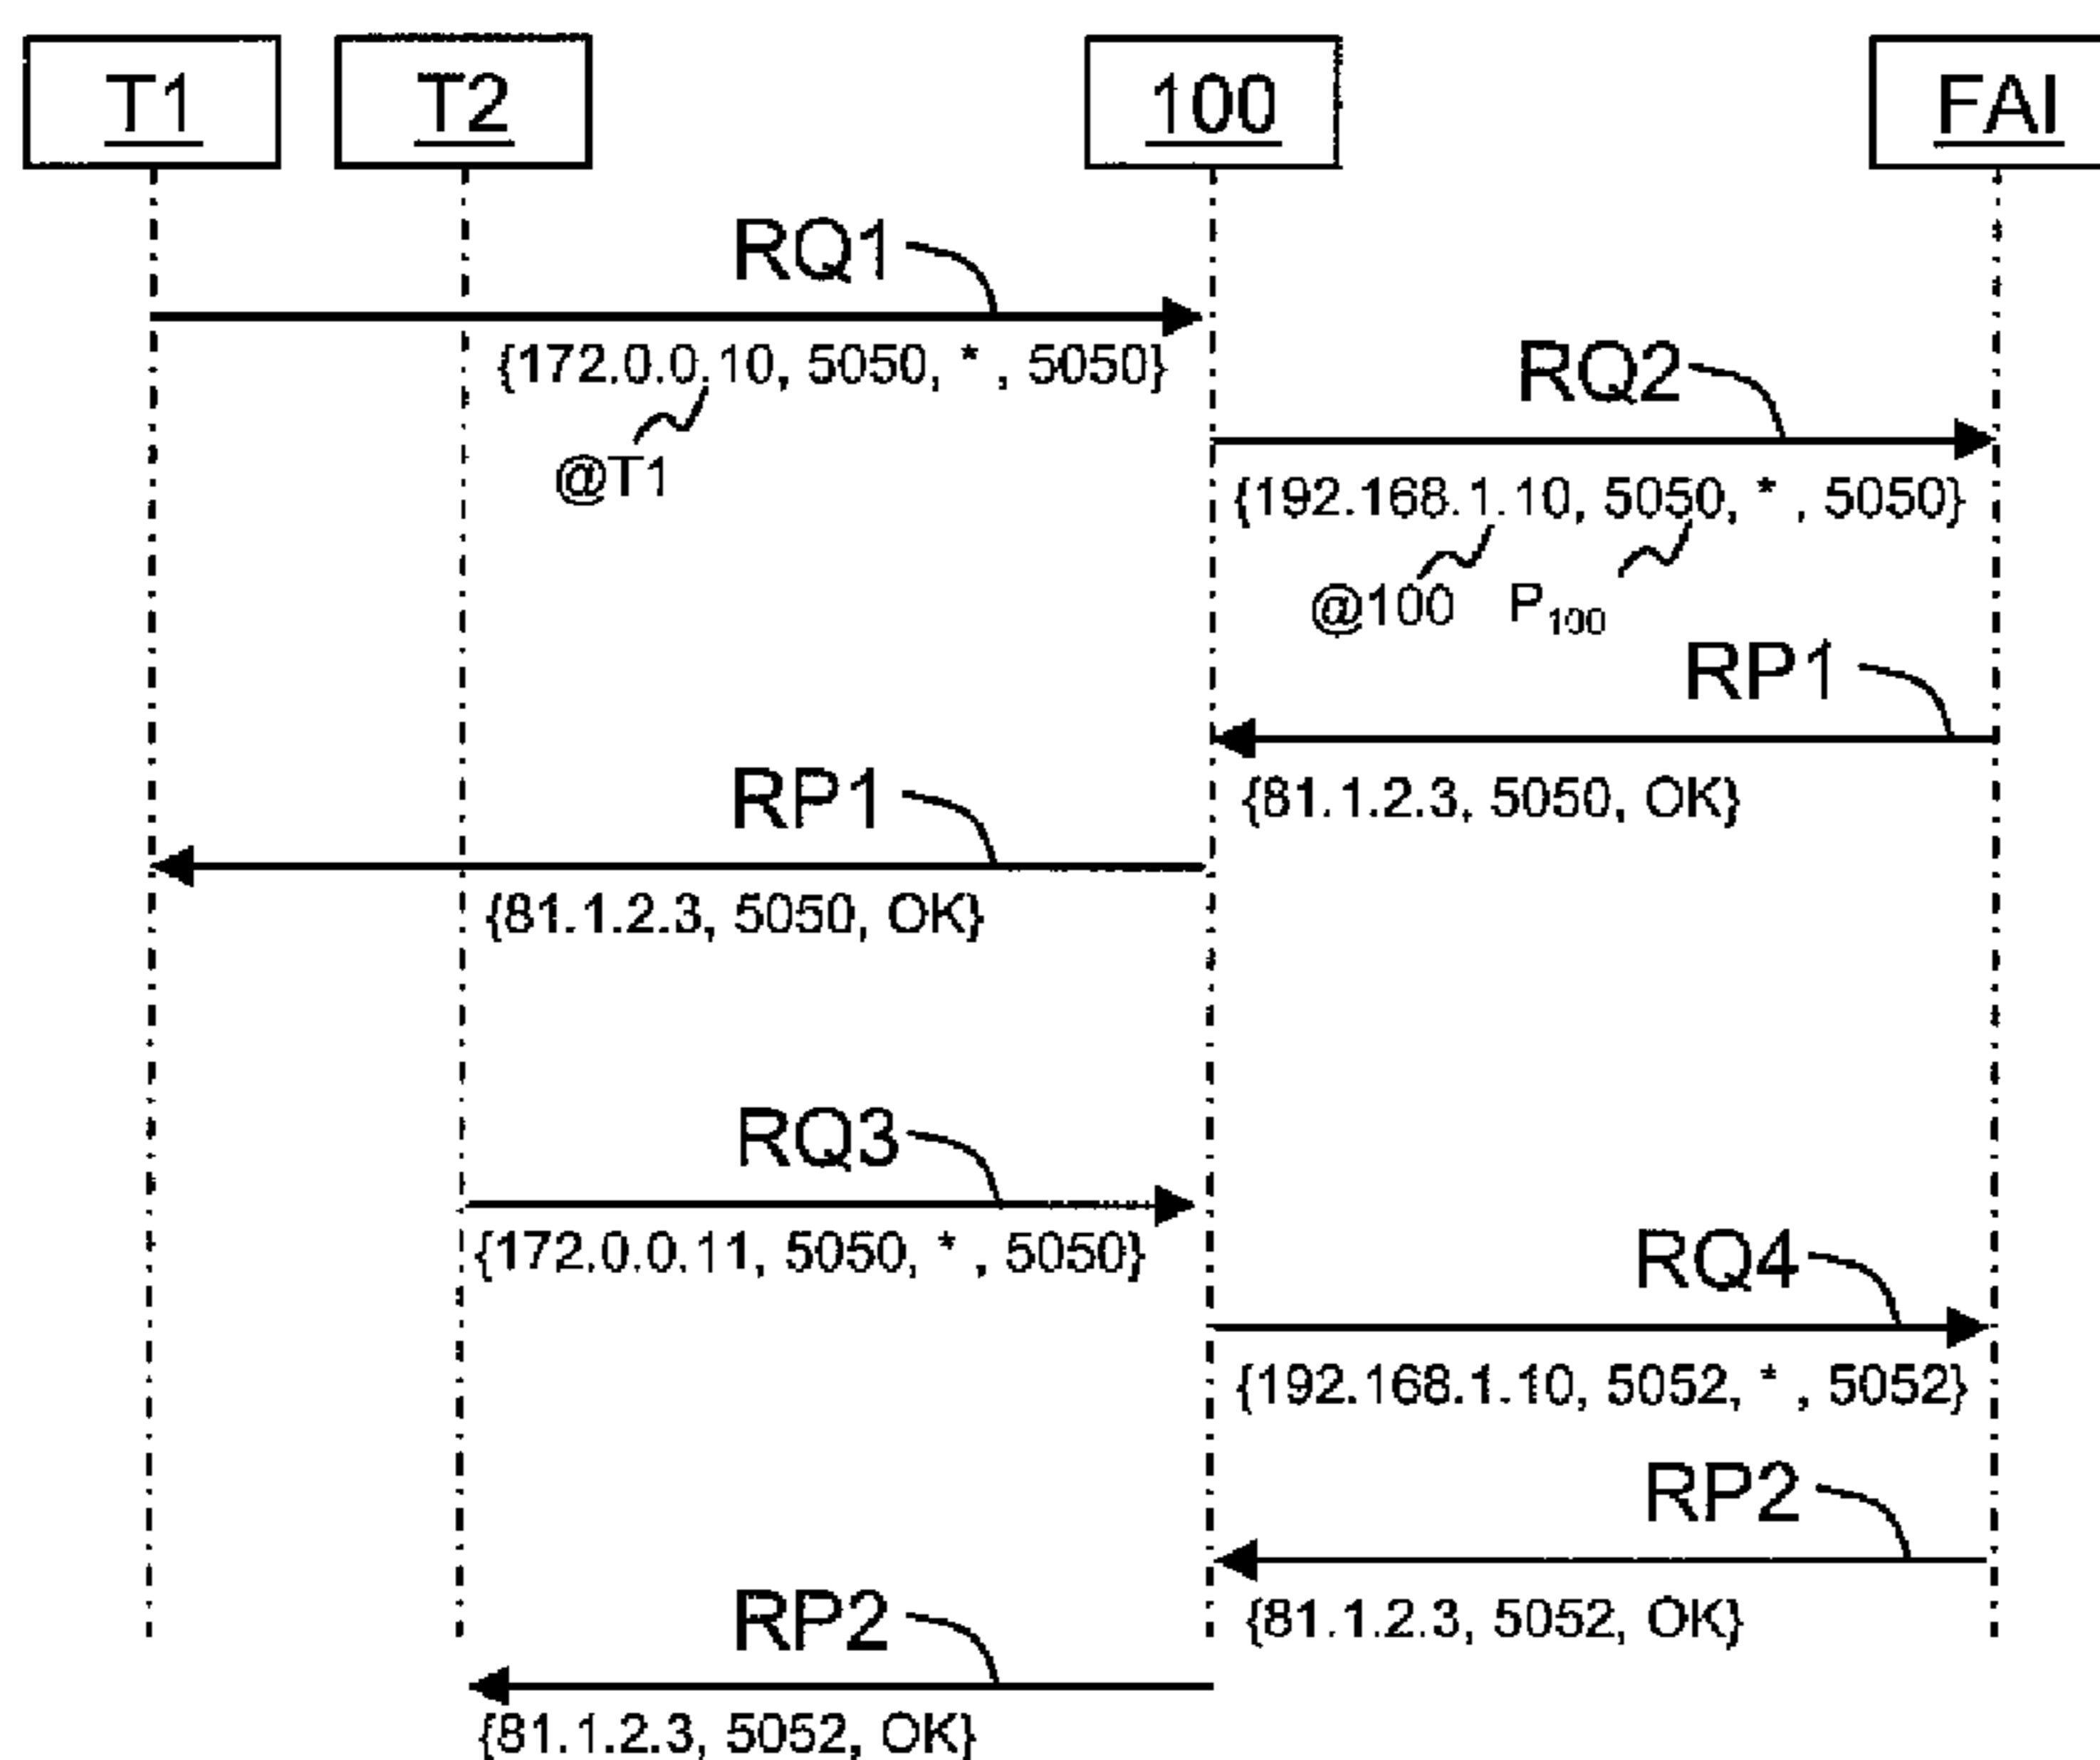 T1 T2 100 FAI
RQ1
{172.0.0.10, 5050, * , 5050}
@T1
RQ2
{192.168.1.10, 5050, * , 5050}
@100 P100
RP1
{81.1.2.3, 5050, OK}
RP1
{81.1.2.3, 5050, OK}
RQ3
{172.0.0.11, 5050, * , 5050}
RQ4
{192.168.1.10, 5052, * , 5052}
RP2
{81.1.2.3, 5052, OK}
RP2
{81.1.2.3, 5052, OK}